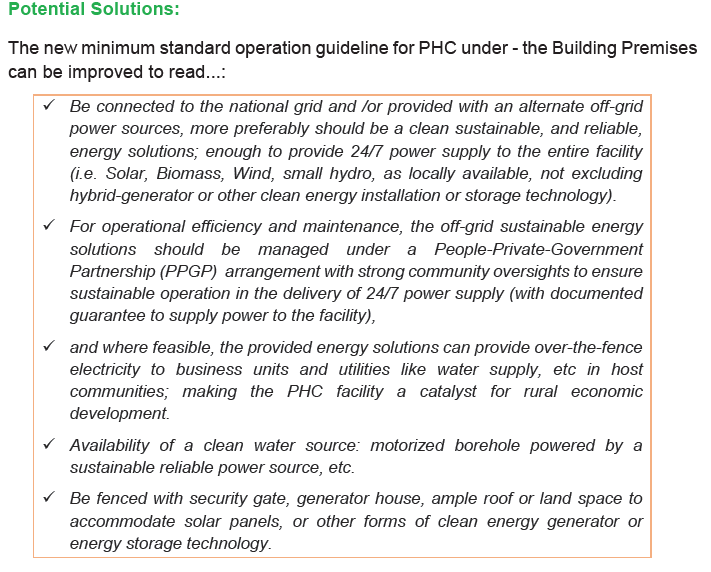 Potential Solutions:
The new minimum standard operation guideline for PHC under - the Building Premises
can be improved to read...:
✓ Be connected to the national grid and /or provided with an alternate off-grid
power sources, more preferably should be a clean sustainable, and reliable,
energy solutions; enough to provide 24/7 power supply to the entire facility
(i.e. Solar, Biomass, Wind, small hydro, as locally available, not excluding
hybrid-generator or other clean energy installation or storage technology).
✓ For operational efficiency and maintenance, the off-grid sustainable energy
solutions should be managed under a People-Private-Government
Partnership (PPGP) arrangement with strong community oversights to ensure
sustainable operation in the delivery of 24/7 power supply (with documented
guarantee to supply power to the facility),
✓ and where feasible, the provided energy solutions can provide over-the-fence
electricity to business units and utilities like water supply, etc in host
communities; making the PHC facility a catalyst for rural economic
development.
✓ Availability of a clean water source: motorized borehole powered by a
sustainable reliable power source, etc.
✓ Be fenced with security gate, generator house, ample roof or land space to
accommodate solar panels, or other forms of clean energy generator or
energy storage technology.